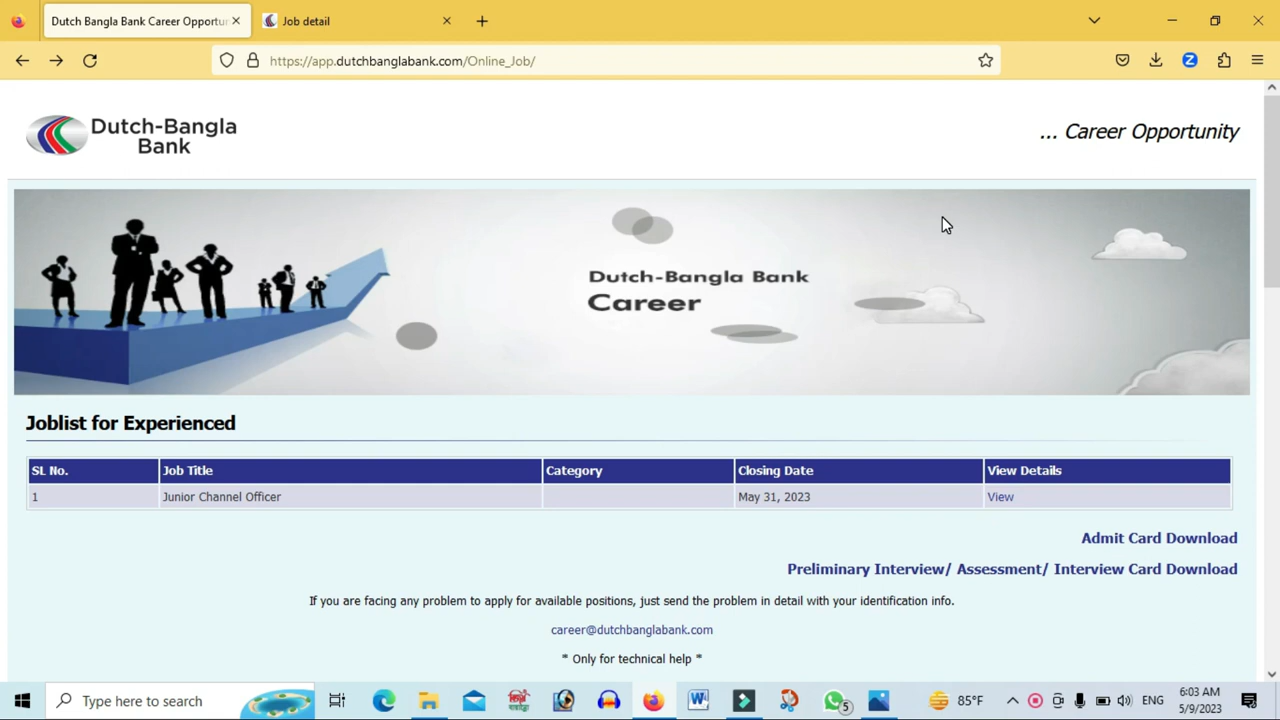 Dutch Bangla Bank Career Opportun
Job detail
https://app.dutchbanglabank.com/Online_Job/
Dutch-Bangla
Bank
... Career Opportunity
Dutch-Bangla Bank
Career
Joblist for Experienced
SL No. Job Title Category Closing Date View Details
1 Junior Channel Officer May 31, 2023 View
Admit Card Download
Preliminary Interview/ Assessment/ Interview Card Download
If you are facing any problem to apply for available positions, just send the problem in detail with your identification info.
career@dutchbanglabank.com
* Only for technical help *
Type here to search
5
85°F
ENG
6:03 AM
5/9/2023